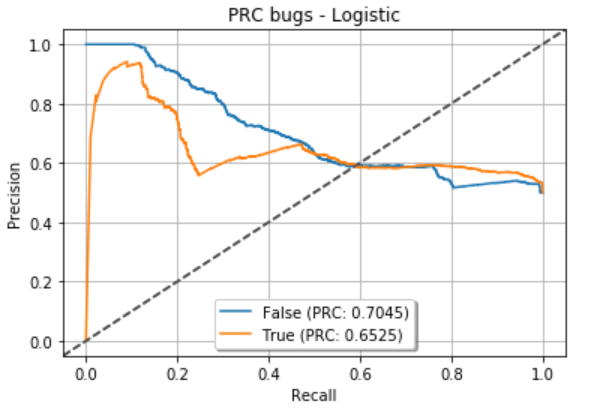 PRC bugs - Logistic
1.0
0.8
0.6
0.4
0.2
0.0
Precision
False (PRC: 0.7045)
True (PRC: 0.6525)
0.0 0.2 0.4 0.6 0.8 1.0
Recall